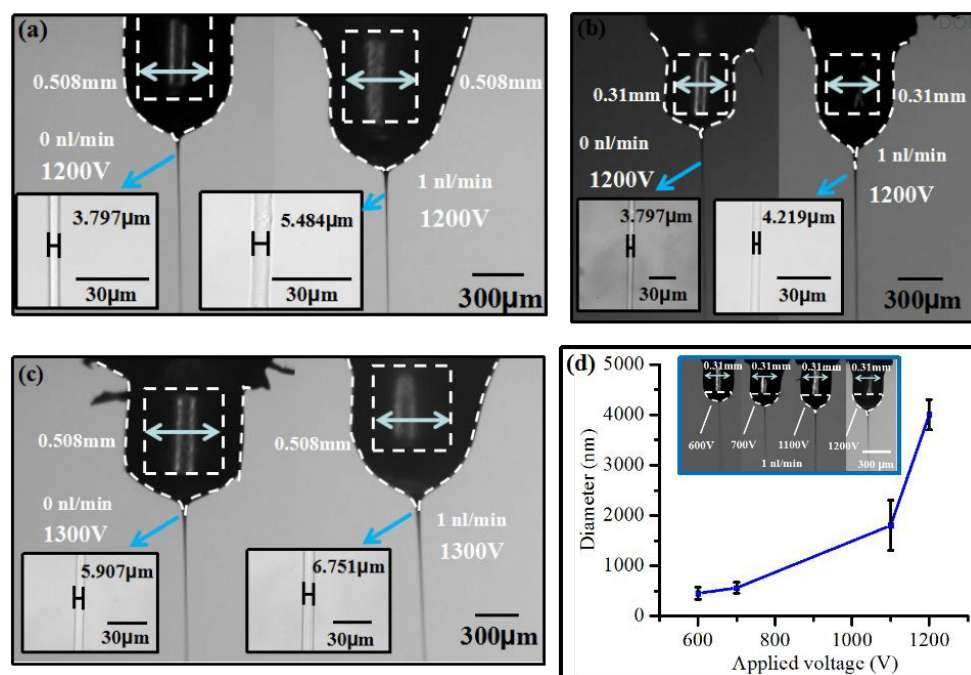 (a)
0.508mm
0.508mm
0 nl/min
1200V
1 nl/min
1200V
3.797µm
30µm
5.484µm
30µm
300µm
(b)
DO
0.31mm
0.31mm
0 nl/min
1200V
1 nl/min
1200V
3.797µm
30µm
4.219µm
30µm
300µm
(c)
0.508mm
0.508mm
0 nl/min
1300V
1 nl/min
1300V
5.907µm
30µm
6.751µm
30µm
300µm
(d)
5000
4000
3000
2000
1000
0
Diameter (nm)
0.31mm 0.31mm 0.31mm 0.31mm
600V 700V 1100V 1200V
1 nl/min
300 µm
600 800 1000 1200
Applied voltage (V)